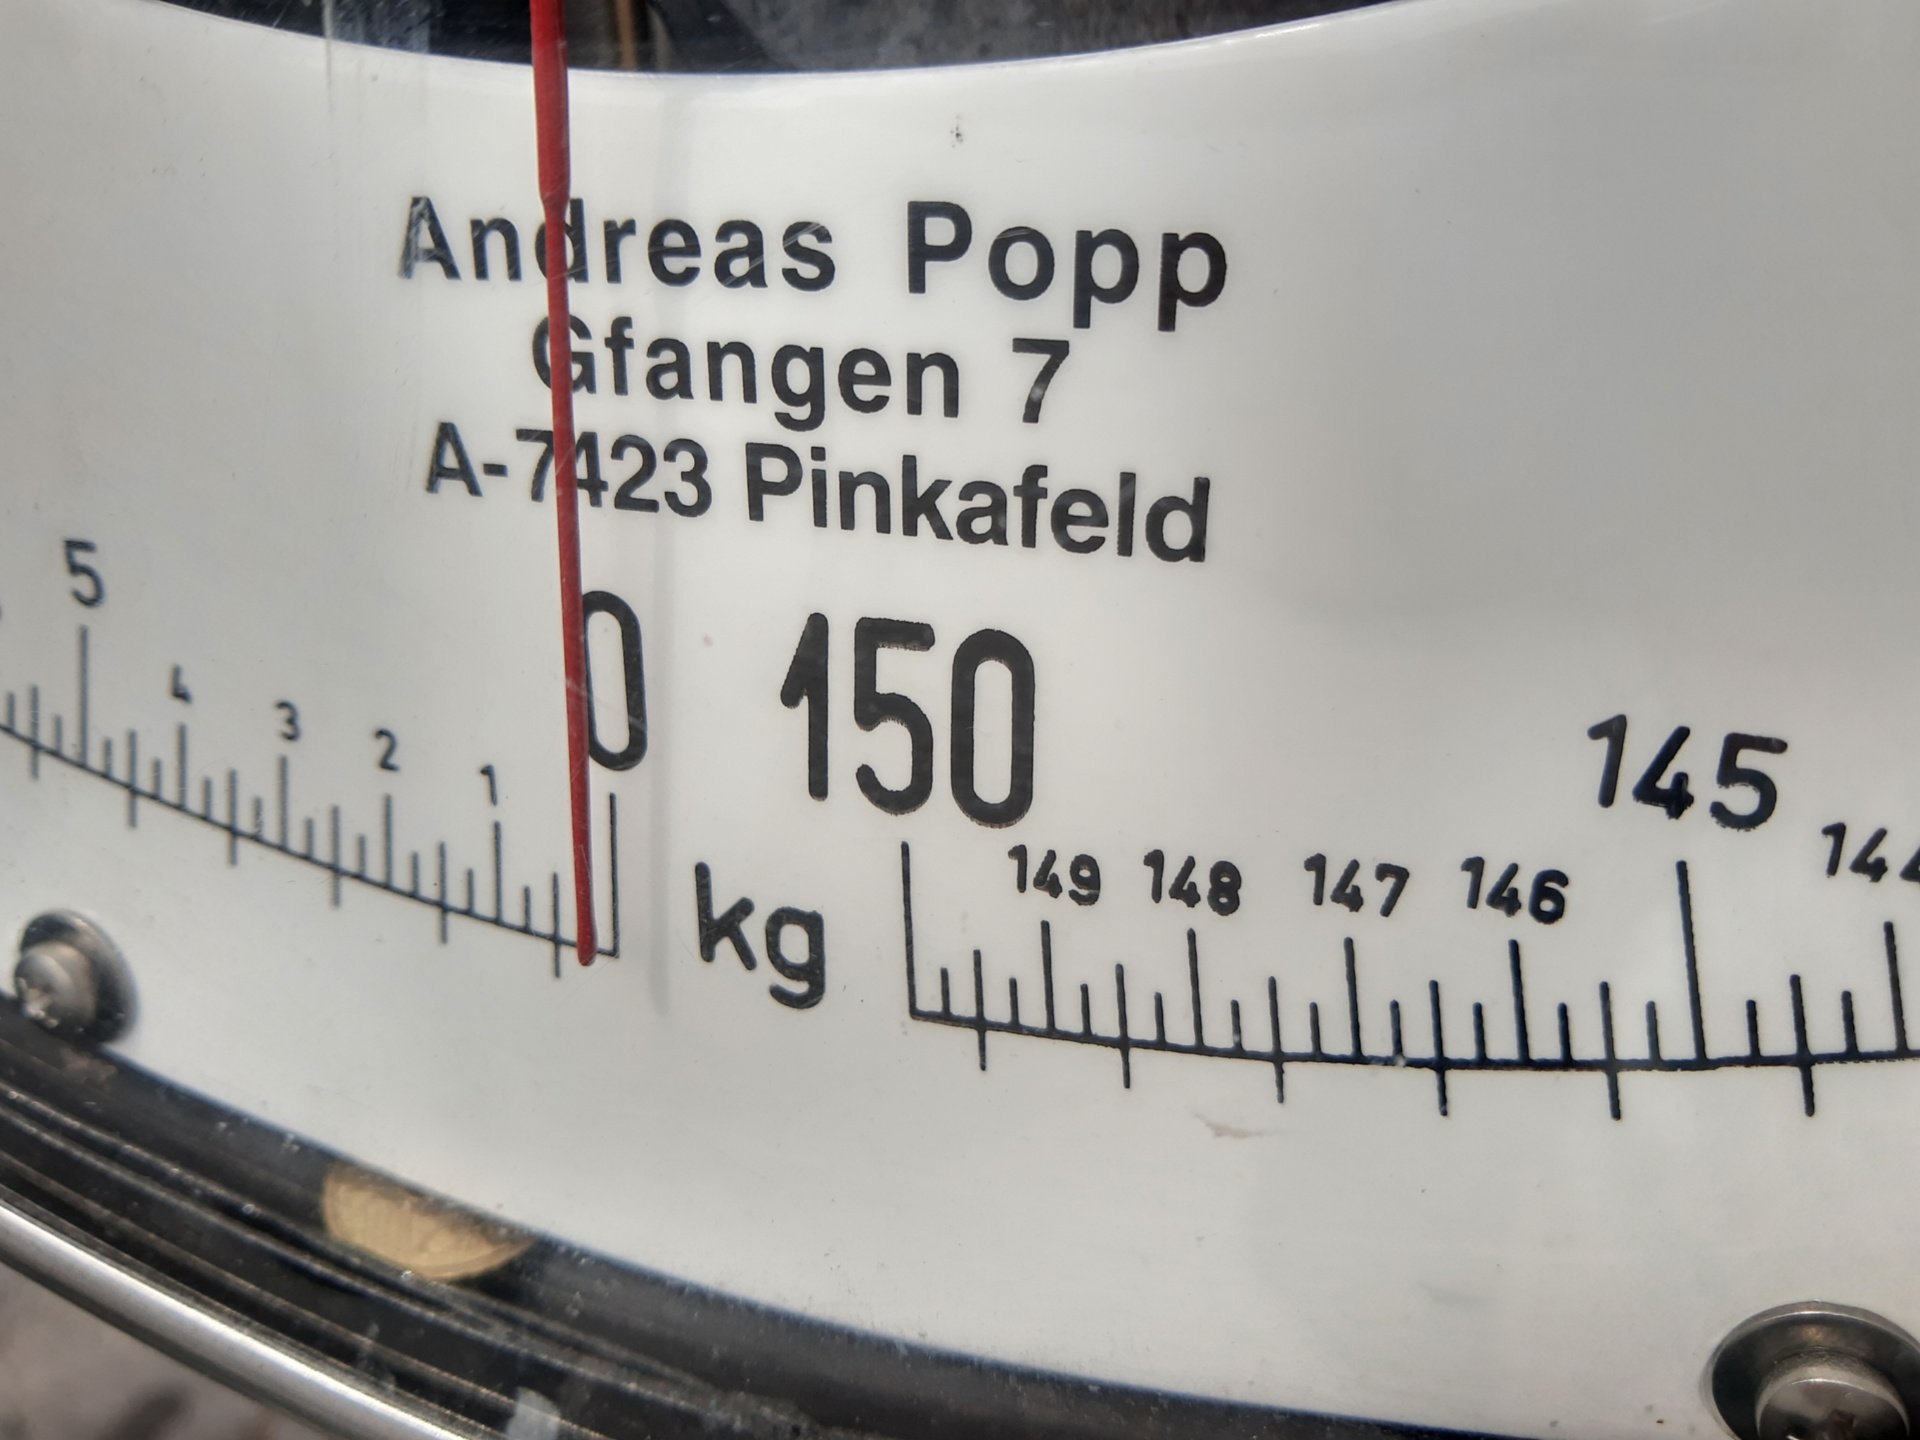 Andreas Popp
Gfangen 7
A-7423 Pinkafeld
5 4 3 2 1 0
kg
150 149 148 147 146 145 144